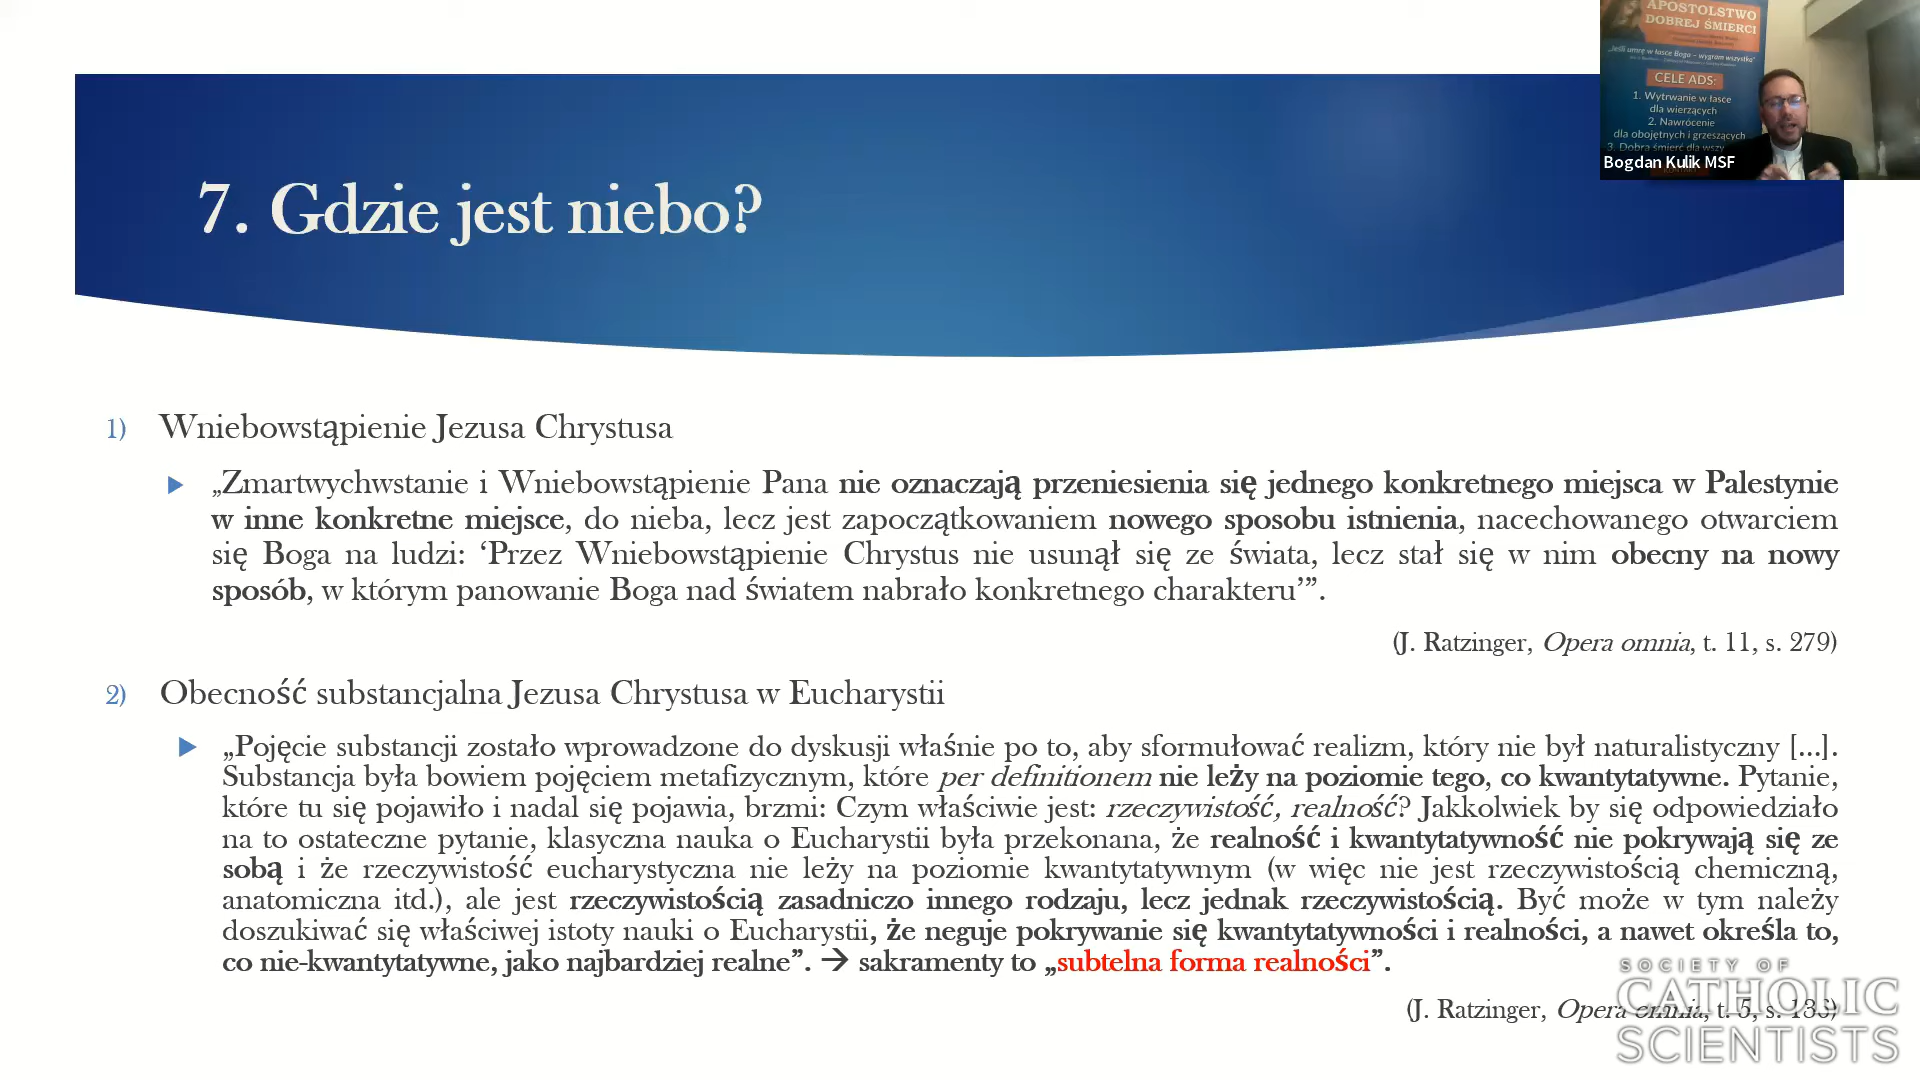 APOSTOLSTWO
DOBREJ ŚMIERCI
„Jeśli umrę w łasce Boga – wygram wszystko"
CELE ADS:
1. Wytrwanie w łasce
dla wierzących
2. Nawrócenie
dla obojętnych i grzeszących
3. Dobra śmierć dla wszy
Bogdan Kulik MSF
7. Gdzie jest niebo?
1) Wniebowstąpienie Jezusa Chrystusa
„Zmartwychwstanie i Wniebowstąpienie Pana nie oznaczają przeniesienia się jednego konkretnego miejsca w Palestynie
w inne konkretne miejsce, do nieba, lecz jest zapoczątkowaniem nowego sposobu istnienia, nacechowanego otwarciem
się Boga na ludzi: ‘Przez Wniebowstąpienie Chrystus nie usunął się ze świata, lecz stał się w nim obecny na nowy
sposób, w którym panowanie Boga nad światem nabrało konkretnego charakteru’”.
(J. Ratzinger, Opera omnia, t. 11, s. 279)
2) Obecność substancjalna Jezusa Chrystusa w Eucharystii
„Pojęcie substancji zostało wprowadzone do dyskusji właśnie po to, aby sformułować realizm, który nie był naturalistyczny [...].
Substancja była bowiem pojęciem metafizycznym, które per definitionem nie leży na poziomie tego, co kwantytatywne. Pytanie,
które tu się pojawiło i nadal się pojawia, brzmi: Czym właściwie jest: rzeczywistość, realność? Jakkolwiek by się odpowiedziało
na to ostateczne pytanie, klasyczna nauka o Eucharystii była przekonana, że realność i kwantytatywność nie pokrywają się ze
sobą i że rzeczywistość eucharystyczna nie leży na poziomie kwantytatywnym (w więc nie jest rzeczywistością chemiczną,
anatomiczna itd.), ale jest rzeczywistością zasadniczo innego rodzaju, lecz jednak rzeczywistością. Być może w tym należy
doszukiwać się właściwej istoty nauki o Eucharystii, że neguje pokrywanie się kwantytatywności i realności, a nawet określa to,
co nie-kwantytatywne, jako najbardziej realne”. → sakramenty to „subtelna forma realności”.
(J. Ratzinger, Opera omnia, t. 5, s. 136)
SOCIETY OF
CATHOLIC
SCIENTISTS